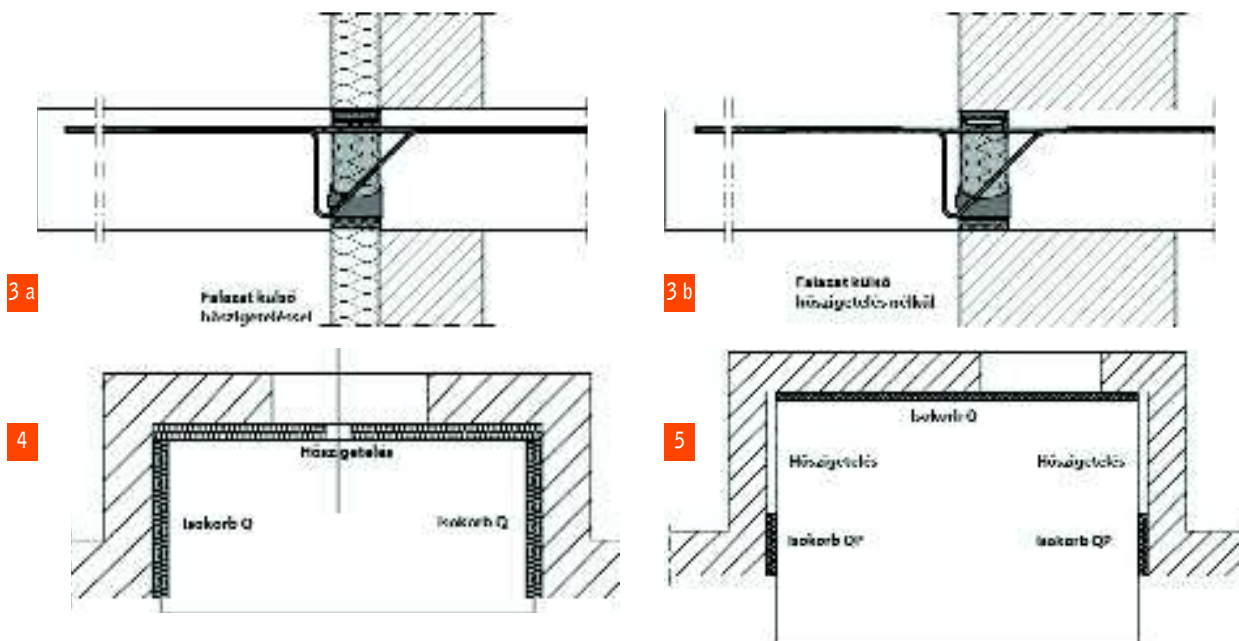 3 a
Falazat külső
hőszigeteléssel
3 b
Falazat külső
hőszigetelés nélkül
4
Hőszigetelés
Isokorb Q
Isokorb Q
5
Isokorb Q
Hőszigetelés
Hőszigetelés
Isokorb QP
Isokorb QP